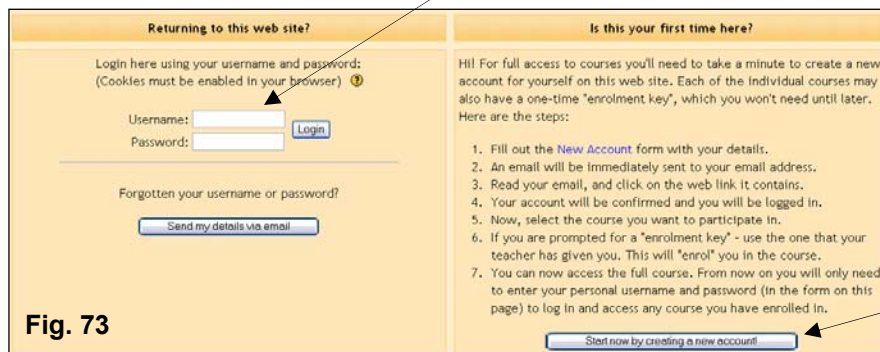 Returning to this web site?
Login here using your username and password:
(Cookies must be enabled in your browser) ?
Username:
Login
Password:
Forgotten your username or password?
Send my details via email
Fig. 73
Is this your first time here?
Hi! For full access to courses you'll need to take a minute to create a new
account for yourself on this web site. Each of the individual courses may
also have a one-time "enrolment key", which you won't need until later.
Here are the steps:
1. Fill out the New Account form with your details.
2. An email will be immediately sent to your email address.
3. Read your email, and click on the web link it contains.
4. Your account will be confirmed and you will be logged in.
5. Now, select the course you want to participate in.
6. If you are prompted for a "enrolment key" - use the one that your
teacher has given you. This will "enrol" you in the course.
7. You can now access the full course. From now on you will only need
to enter your personal username and password (in the form on this
page) to log in and access any course you have enrolled in.
Start now by creating a new account!